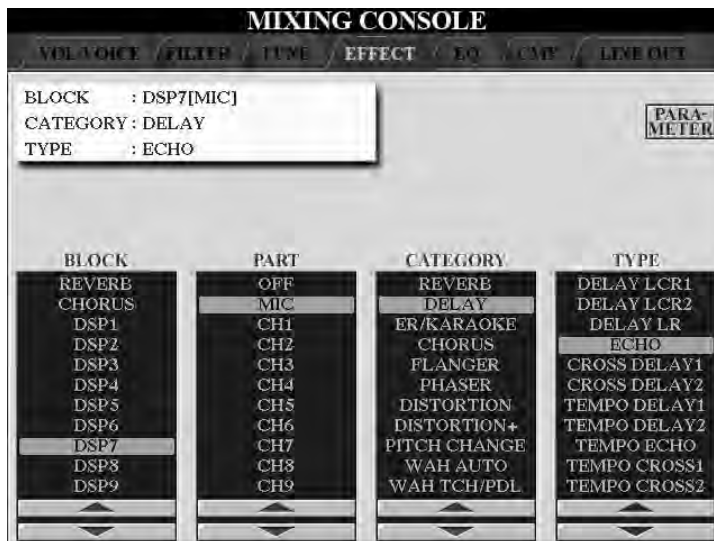 MIXING CONSOLE
VOL/VOICE FILTER TUNE EFFECT EQ CMP LINE OUT
BLOCK : DSP7[MIC]
CATEGORY : DELAY
TYPE : ECHO
PARA-
METER
BLOCK PART CATEGORY TYPE
REVERB OFF REVERB DELAY LCR1
CHORUS MIC DELAY DELAY LCR2
DSP1 CH1 ER/KARAOKE DELAY LR
DSP2 CH2 CHORUS ECHO
DSP3 CH3 FLANGER CROSS DELAY1
DSP4 CH4 PHASER CROSS DELAY2
DSP5 CH5 DISTORTION TEMPO DELAY1
DSP6 CH6 DISTORTION+ TEMPO DELAY2
DSP7 CH7 PITCH CHANGE TEMPO ECHO
DSP8 CH8 WAH AUTO TEMPO CROSS1
DSP9 CH9 WAH TCH/PDL TEMPO CROSS2